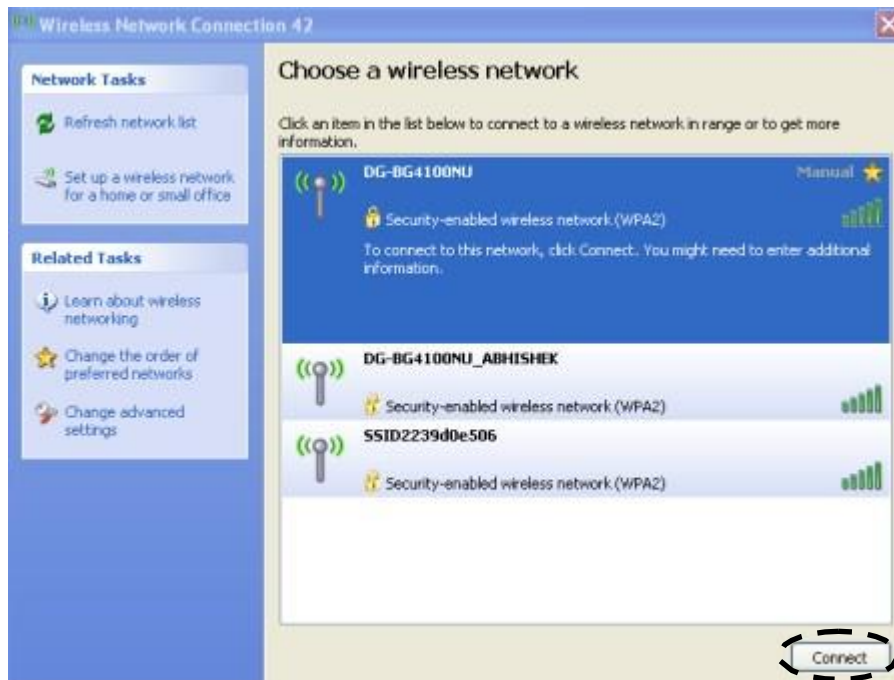 Wireless Network Connection 42
Network Tasks
Refresh network list
Set up a wireless network
for a home or small office
Related Tasks
Learn about wireless
networking
Change the order of
preferred networks
Change advanced
settings
Choose a wireless network
Click an item in the list below to connect to a wireless network in range or to get more
information.
DG-BG4100NU
Manual
Security-enabled wireless network (WPA2)
To connect to this network, click Connect. You might need to enter additional
information.
DG-BG4100NU_ABHISHEK
Security-enabled wireless network (WPA2)
SSID2239d0e506
Security-enabled wireless network (WPA2)
Connect